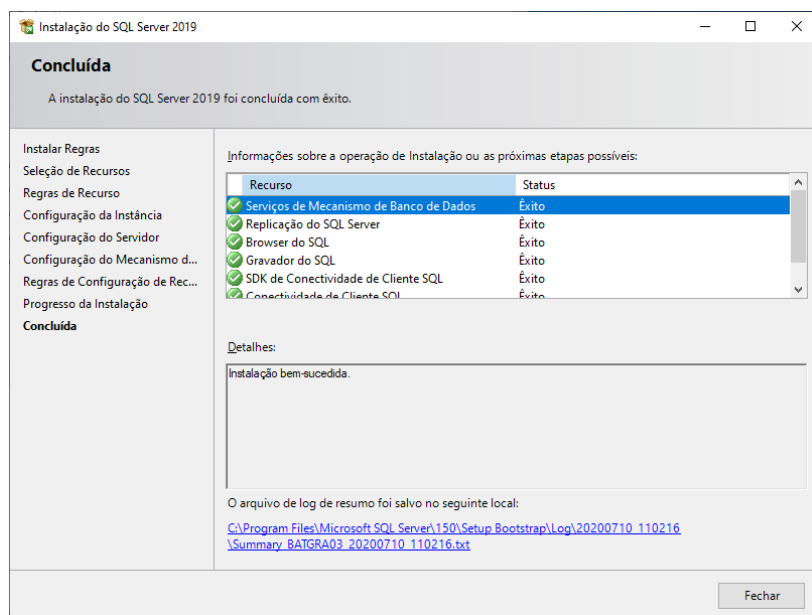 Instalação do SQL Server 2019
Concluída
A instalação do SQL Server 2019 foi concluída com êxito.
Instalar Regras
Seleção de Recursos
Regras de Recurso
Configuração da Instância
Configuração do Servidor
Configuração do Mecanismo d...
Regras de Configuração de Rec...
Progresso da Instalação
Concluída
Informações sobre a operação de Instalação ou as próximas etapas possíveis:
Recurso Status
Serviços de Mecanismo de Banco de Dados Êxito
Replicação do SQL Server Êxito
Browser do SQL Êxito
Gravador do SQL Êxito
SDK de Conectividade de Cliente SQL Êxito
Conectividade de Cliente SQL Êxito
Detalhes:
Instalação bem-sucedida.
O arquivo de log de resumo foi salvo no seguinte local:
C:\Program Files\Microsoft SQL Server\150\Setup Bootstrap\Log\20200710_110216
\Summary_BATGRA03_20200710_110216.txt
Fechar